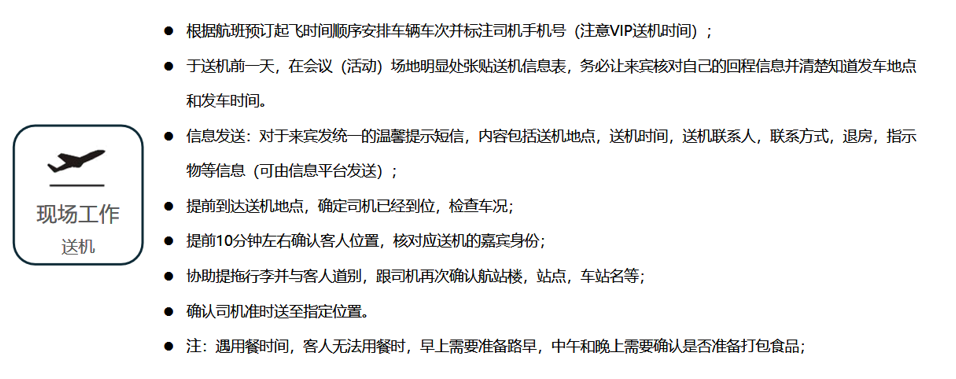 ● 根据航班预订起飞时间顺序安排车辆车次并标注司机手机号（注意VIP送机时间）;
● 于送机前一天，在会议（活动）场地明显处张贴送机信息表，务必让来宾核对自己的回程信息并清楚知道发车地点
和发车时间。
● 信息发送：对于来宾发统一的温馨提示短信，内容包括送机地点，送机时间，送机联系人，联系方式，退房，指示
物等信息（可由信息平台发送）;
● 提前到达送机地点，确定司机已经到位，检查车况;
● 提前10分钟左右确认客人位置，核对应送机的嘉宾身份;
● 协助提拖行李并与客人道别，跟司机再次确认航站楼，站点，车站名等;
● 确认司机准时送至指定位置。
● 注：遇用餐时间，客人无法用餐时，早上需要准备路早，中午和晚上需要确认是否准备打包食品;
现场工作
送机